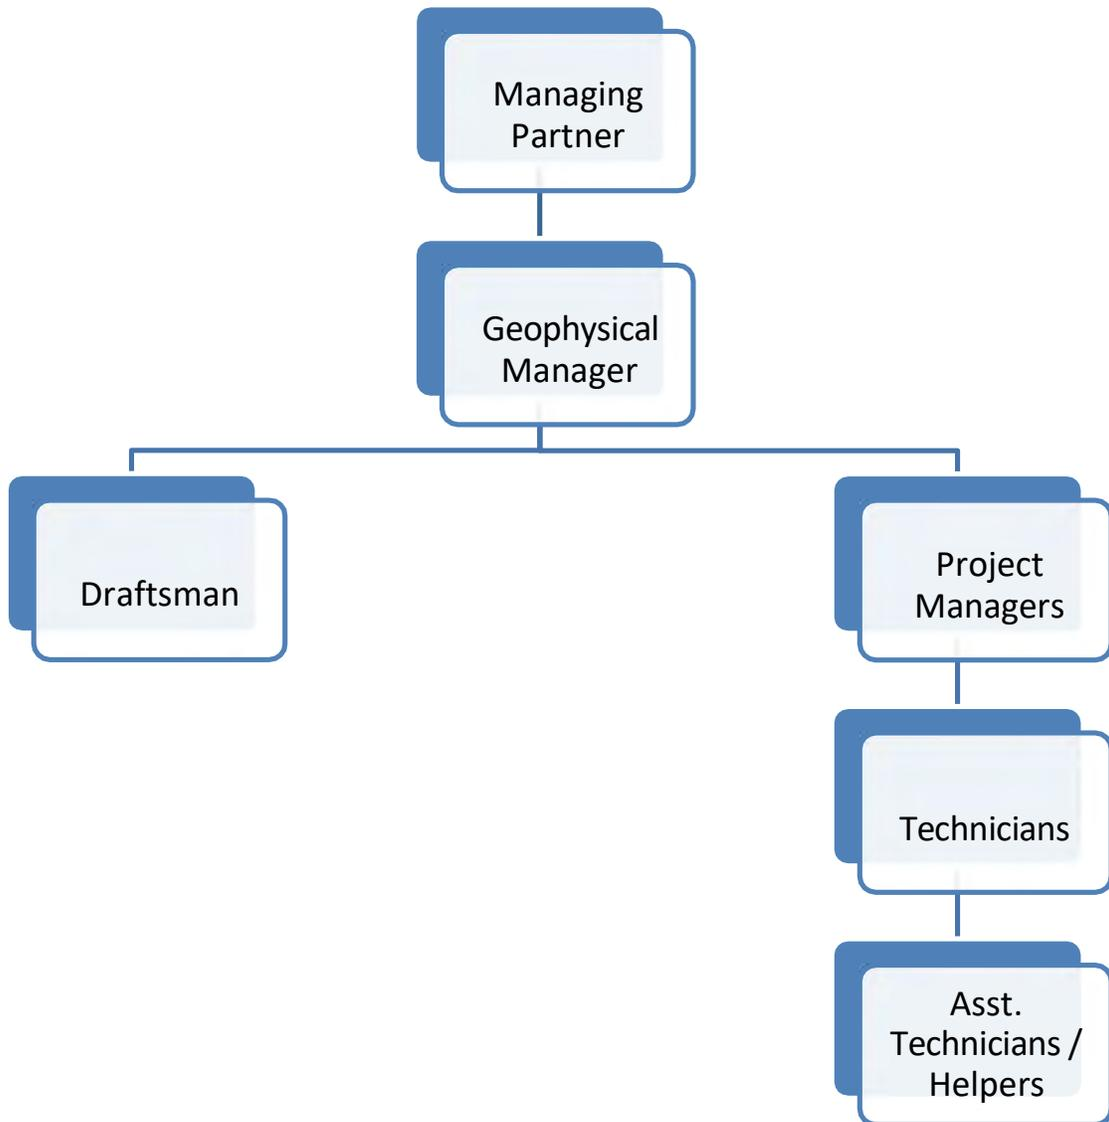 Managing
Partner
Geophysical
Manager
Draftsman
Project
Managers
Technicians
Asst.
Technicians /
Helpers